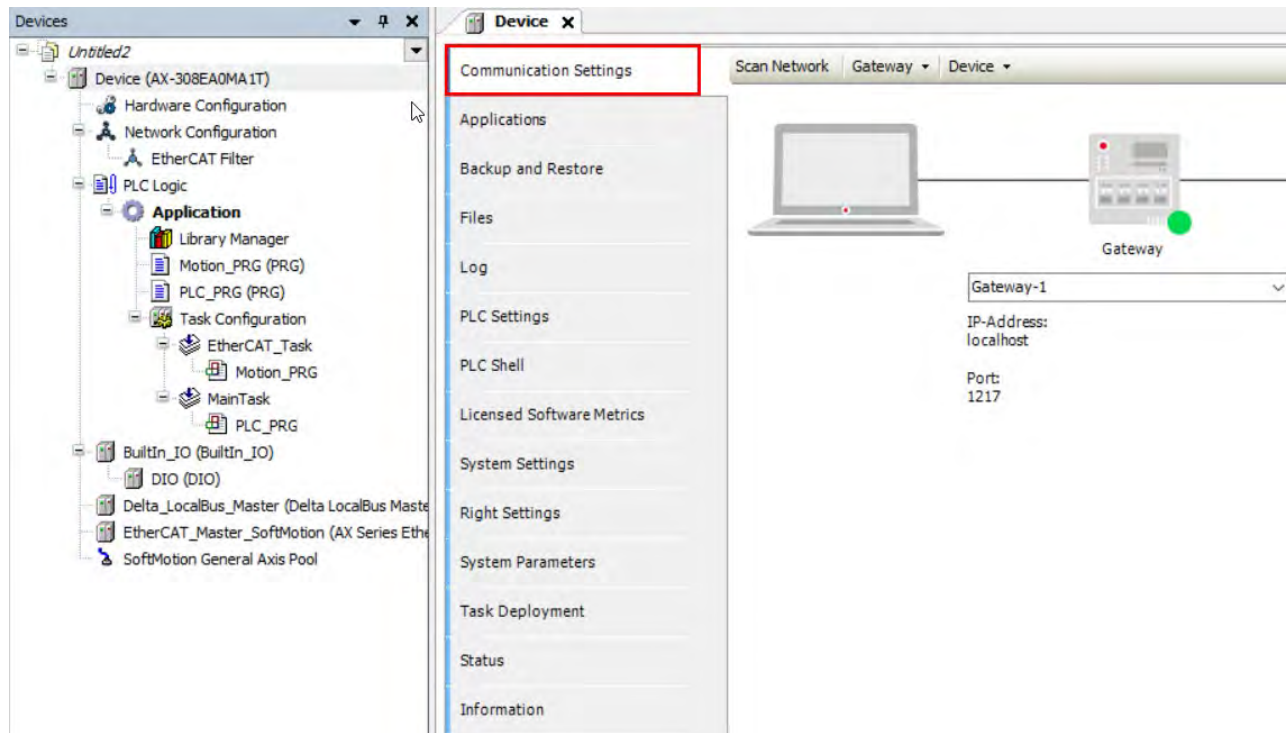 Devices
Untitled2
Device (AX-308EA0MA1T)
Hardware Configuration
Network Configuration
EtherCAT Filter
PLC Logic
Application
Library Manager
Motion_PRG (PRG)
PLC_PRG (PRG)
Task Configuration
EtherCAT_Task
Motion_PRG
MainTask
PLC_PRG
BuiltIn_IO (BuiltIn_IO)
DIO (DIO)
Delta_LocalBus_Master (Delta LocalBus Maste
EtherCAT_Master_SoftMotion (AX Series Ethe
SoftMotion General Axis Pool
Device
Communication Settings
Applications
Backup and Restore
Files
Log
PLC Settings
PLC Shell
Licensed Software Metrics
System Settings
Right Settings
System Parameters
Task Deployment
Status
Information
Scan Network Gateway Device
Gateway
Gateway-1
IP-Address:
localhost
Port:
1217